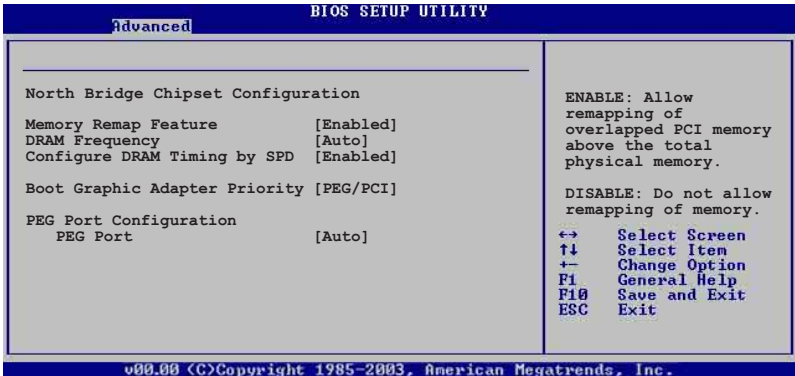 BIOS SETUP UTILITY
Advanced
North Bridge Chipset Configuration
Memory Remap Feature [Enabled]
DRAM Frequency [Auto]
Configure DRAM Timing by SPD [Enabled]
Boot Graphic Adapter Priority [PEG/PCI]
PEG Port Configuration
PEG Port [Auto]
ENABLE: Allow
remapping of
overlapped PCI memory
above the total
physical memory.
DISABLE: Do not allow
remapping of memory.
↔ Select Screen
↑↓ Select Item
+- Change Option
F1 General Help
F10 Save and Exit
ESC Exit
v00.00 (C)Copyright 1985-2003, American Megatrends, Inc.